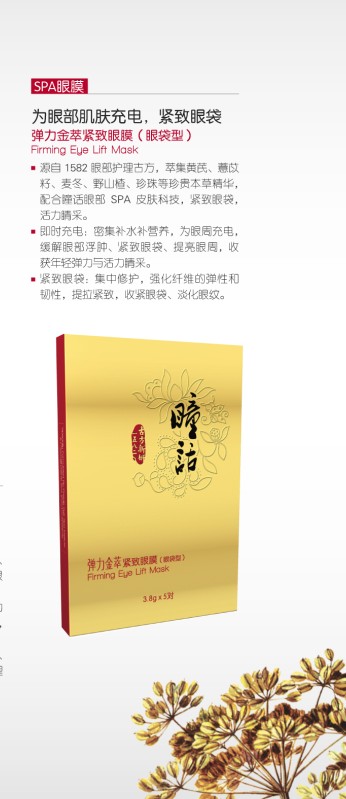 SPA眼膜
为眼部肌肤充电，紧致眼袋
弹力金萃紧致眼膜（眼袋型）
Firming Eye Lift Mask
源自 1582 眼部护理古方，萃集黄芪、薏苡
籽、麦冬、野山楂、珍珠等珍贵本草精华，
配合瞳话眼部 SPA 皮肤科技，紧致眼袋，
活力睛采。
即时充电：密集补水补营养，为眼周充电，
缓解眼部浮肿、紧致眼袋、提亮眼周，收
获年轻弹力与活力睛采。
紧致眼袋：集中修护，强化纤维的弹性和
韧性，提拉紧致，收紧眼袋、淡化眼纹。
瞳話
弹力金萃紧致眼膜（眼袋型）
Firming Eye Lift Mask
3.8g x 5对